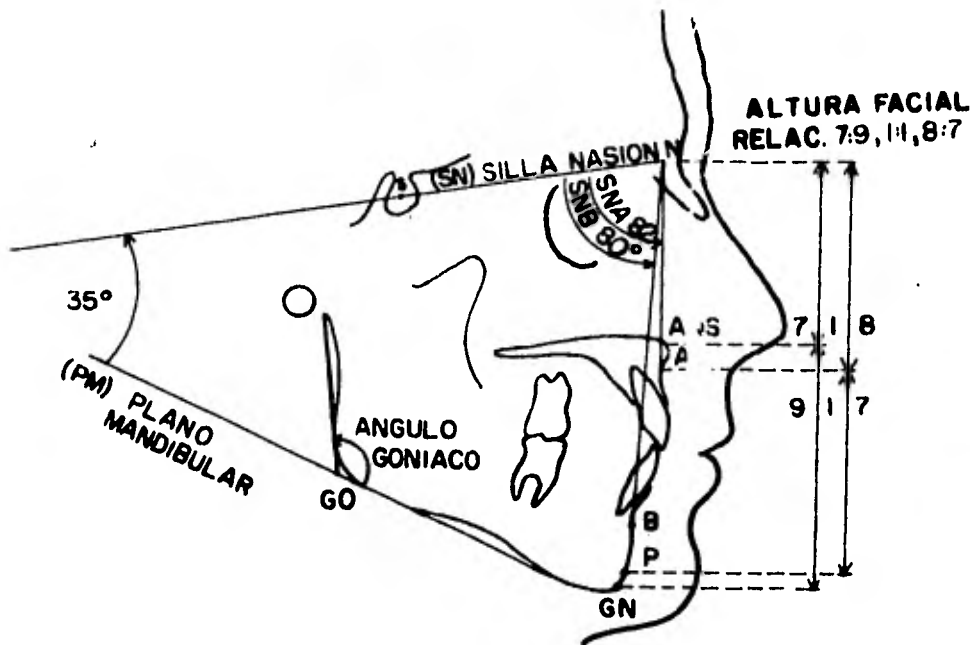 ALTURA FACIAL
RELAC. 7:9, 1:1, 8:7
(SN) SILLA NASION N
S
SNA 82
SNB 80°
35°
(PM) PLANO
MANDIBULAR
ANGULO
GONIACO
GO
A
7 1 8
9 1 7
B
P
GN